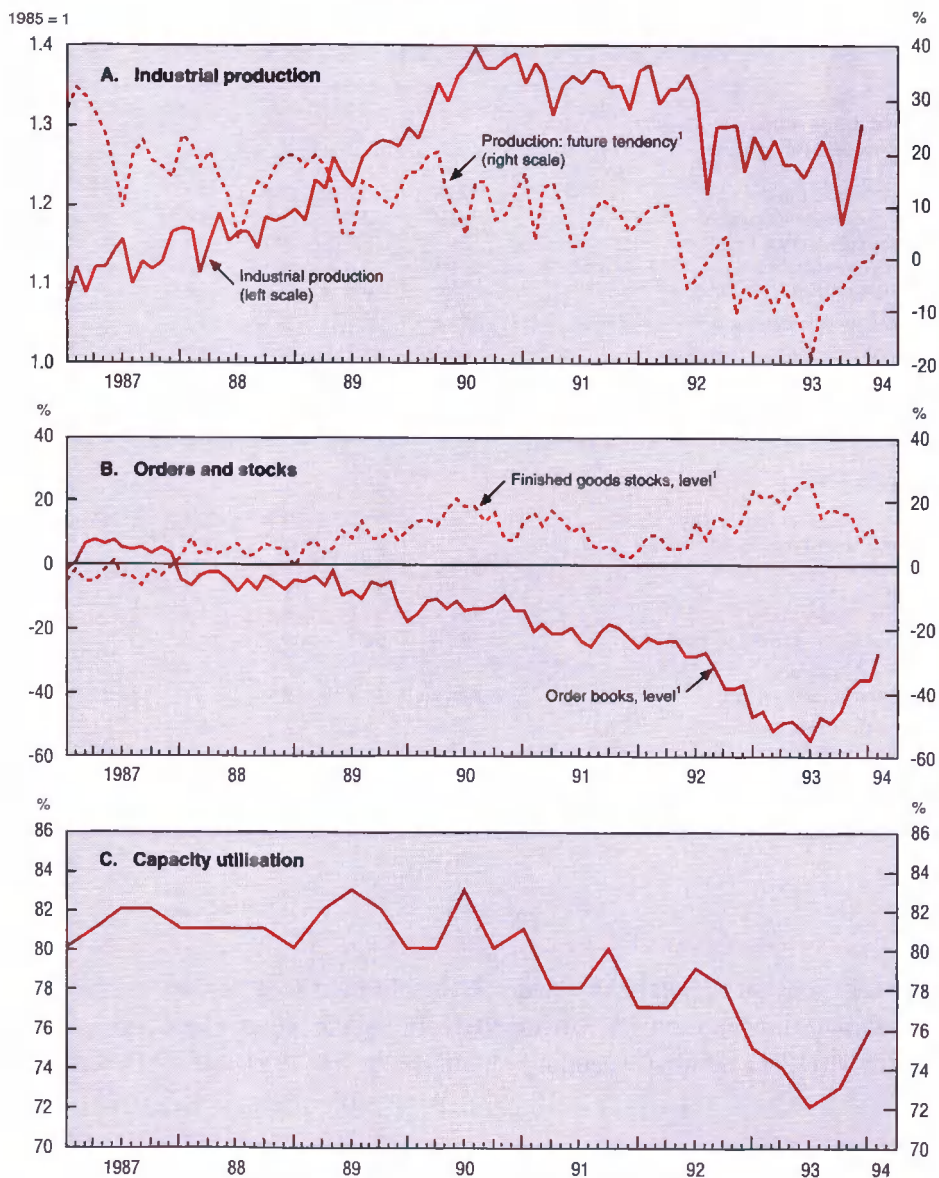 1985 = 1 %
1.4 40
A. Industrial production
30
1.3 Production: future tendency¹ 20
(right scale)
1.2 10
Industrial production 0
(left scale)
1.1
-10
1.0 -20
1987 88 89 90 91 92 93 94
% %
40 40
B. Orders and stocks
Finished goods stocks, level¹
20 20
0 0
-20 -20
-40 Order books, level¹ -40
-60 -60
1987 88 89 90 91 92 93 94
% %
86 86
C. Capacity utilisation
84 84
82 82
80 80
78 78
76 76
74 74
72 72
70 70
1987 88 89 90 91 92 93 94